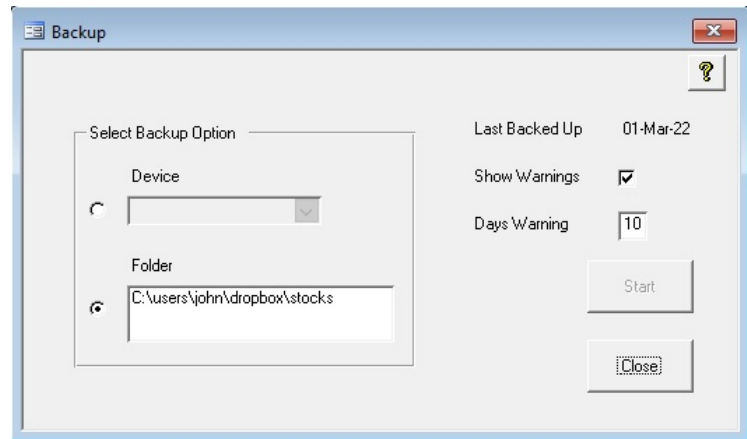 Backup
?
Select Backup Option
Device
Folder
C:\users\john\dropbox\stocks
Last Backed Up 01-Mar-22
Show Warnings
Days Warning 10
Start
Close